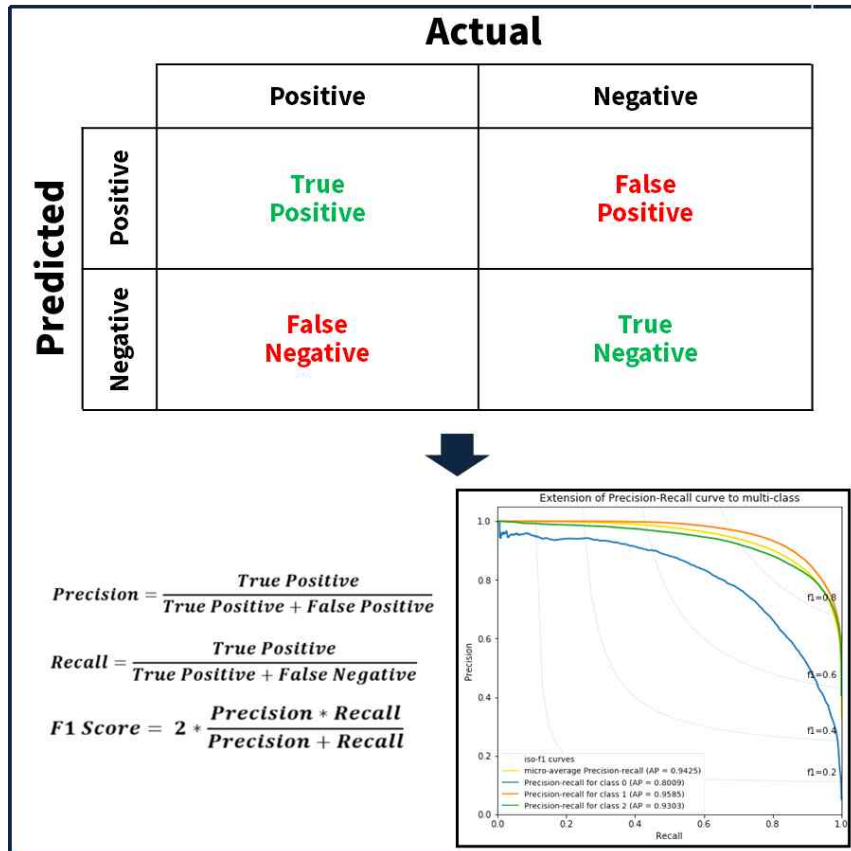 Actual
Positive Negative
Predicted
Positive
True
Positive
False
Positive
Negative
False
Negative
True
Negative
Precision = True Positive / True Positive + False Positive
Recall = True Positive / True Positive + False Negative
F1 Score = 2 * Precision * Recall / Precision + Recall
Extension of Precision-Recall curve to multi-class
Precision
1.0
0.8
0.6
0.4
0.2
0.0
f1=0.8
f1=0.6
f1=0.4
f1=0.2
iso-f1 curves
micro-average Precision-recall (AP = 0.9425)
Precision-recall for class 0 (AP = 0.8009)
Precision-recall for class 1 (AP = 0.9585)
Precision-recall for class 2 (AP = 0.9303)
0.0 0.2 0.4 0.6 0.8 1.0
Recall